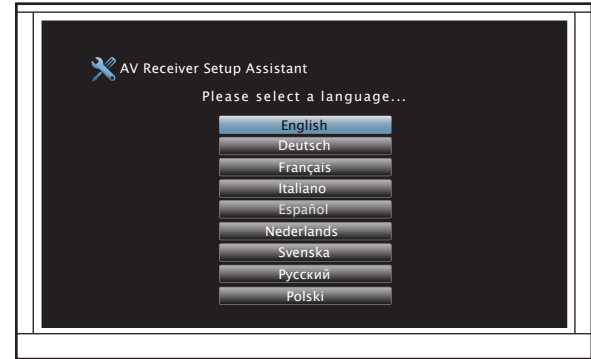 AV Receiver Setup Assistant
Please select a language...
English
Deutsch
Français
Italiano
Español
Nederlands
Svenska
Русский
Polski